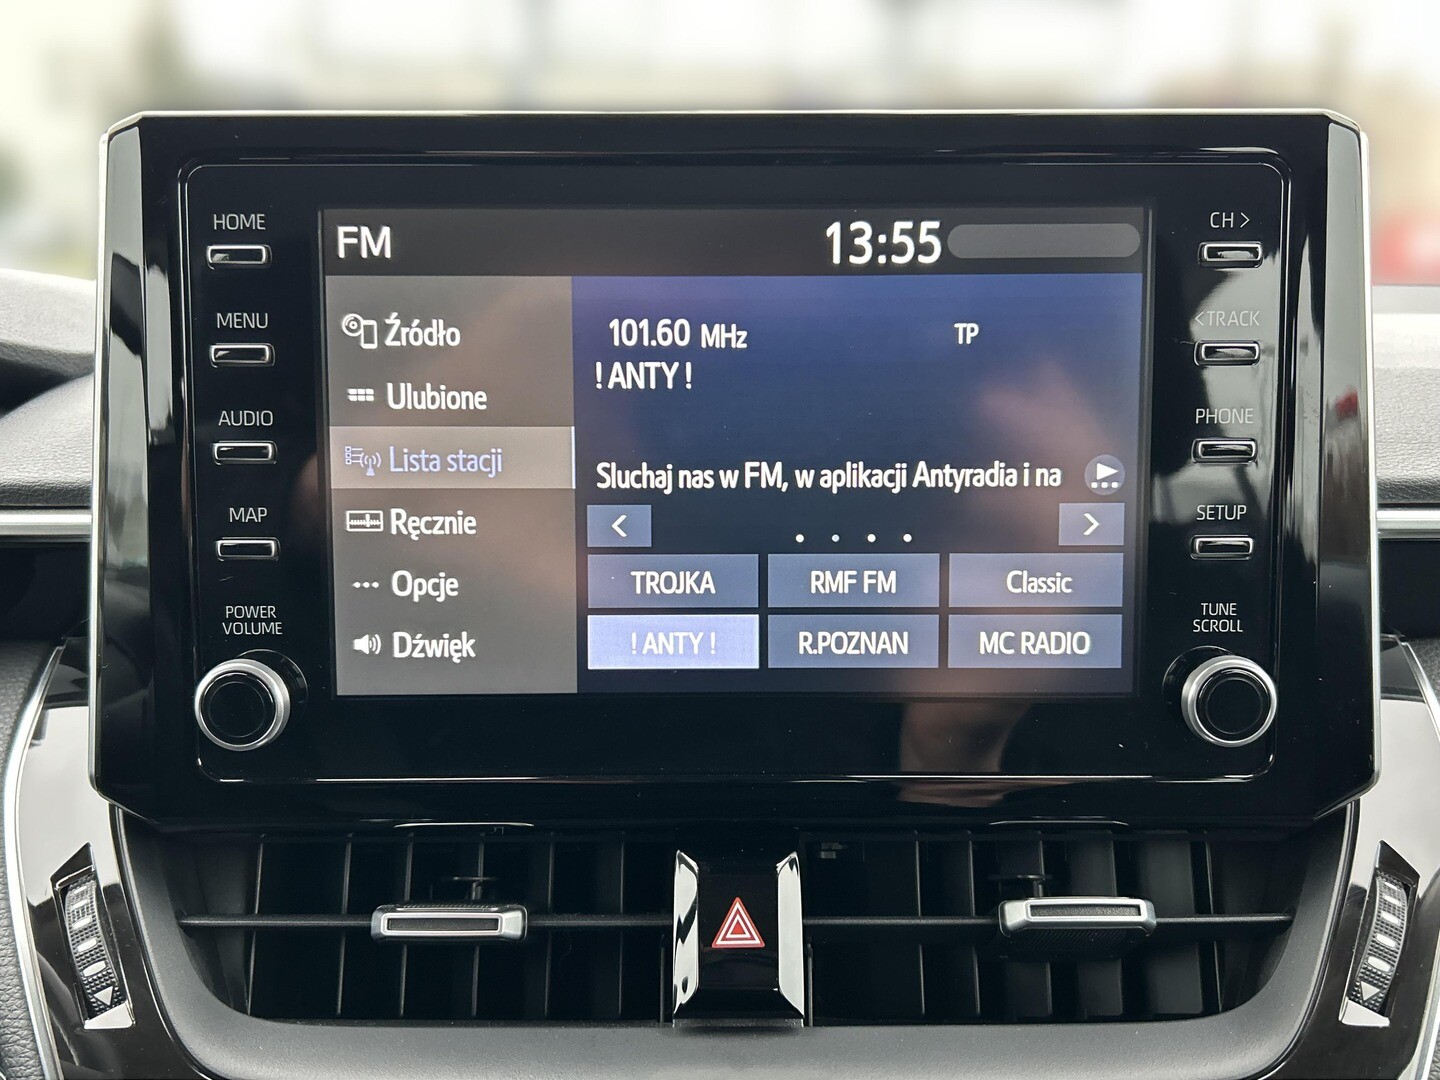 HOME
MENU
AUDIO
MAP
POWER
VOLUME
FM
13:55
Źródło
Ulubione
Lista stacji
Ręcznie
Opcje
Dźwięk
101.60 MHz
TP
! ANTY !
Sluchaj nas w FM, w aplikacji Antyradia i na
<
>
TROJKA
RMF FM
Classic
! ANTY !
R.POZNAN
MC RADIO
CH >
< TRACK
PHONE
SETUP
TUNE
SCROLL